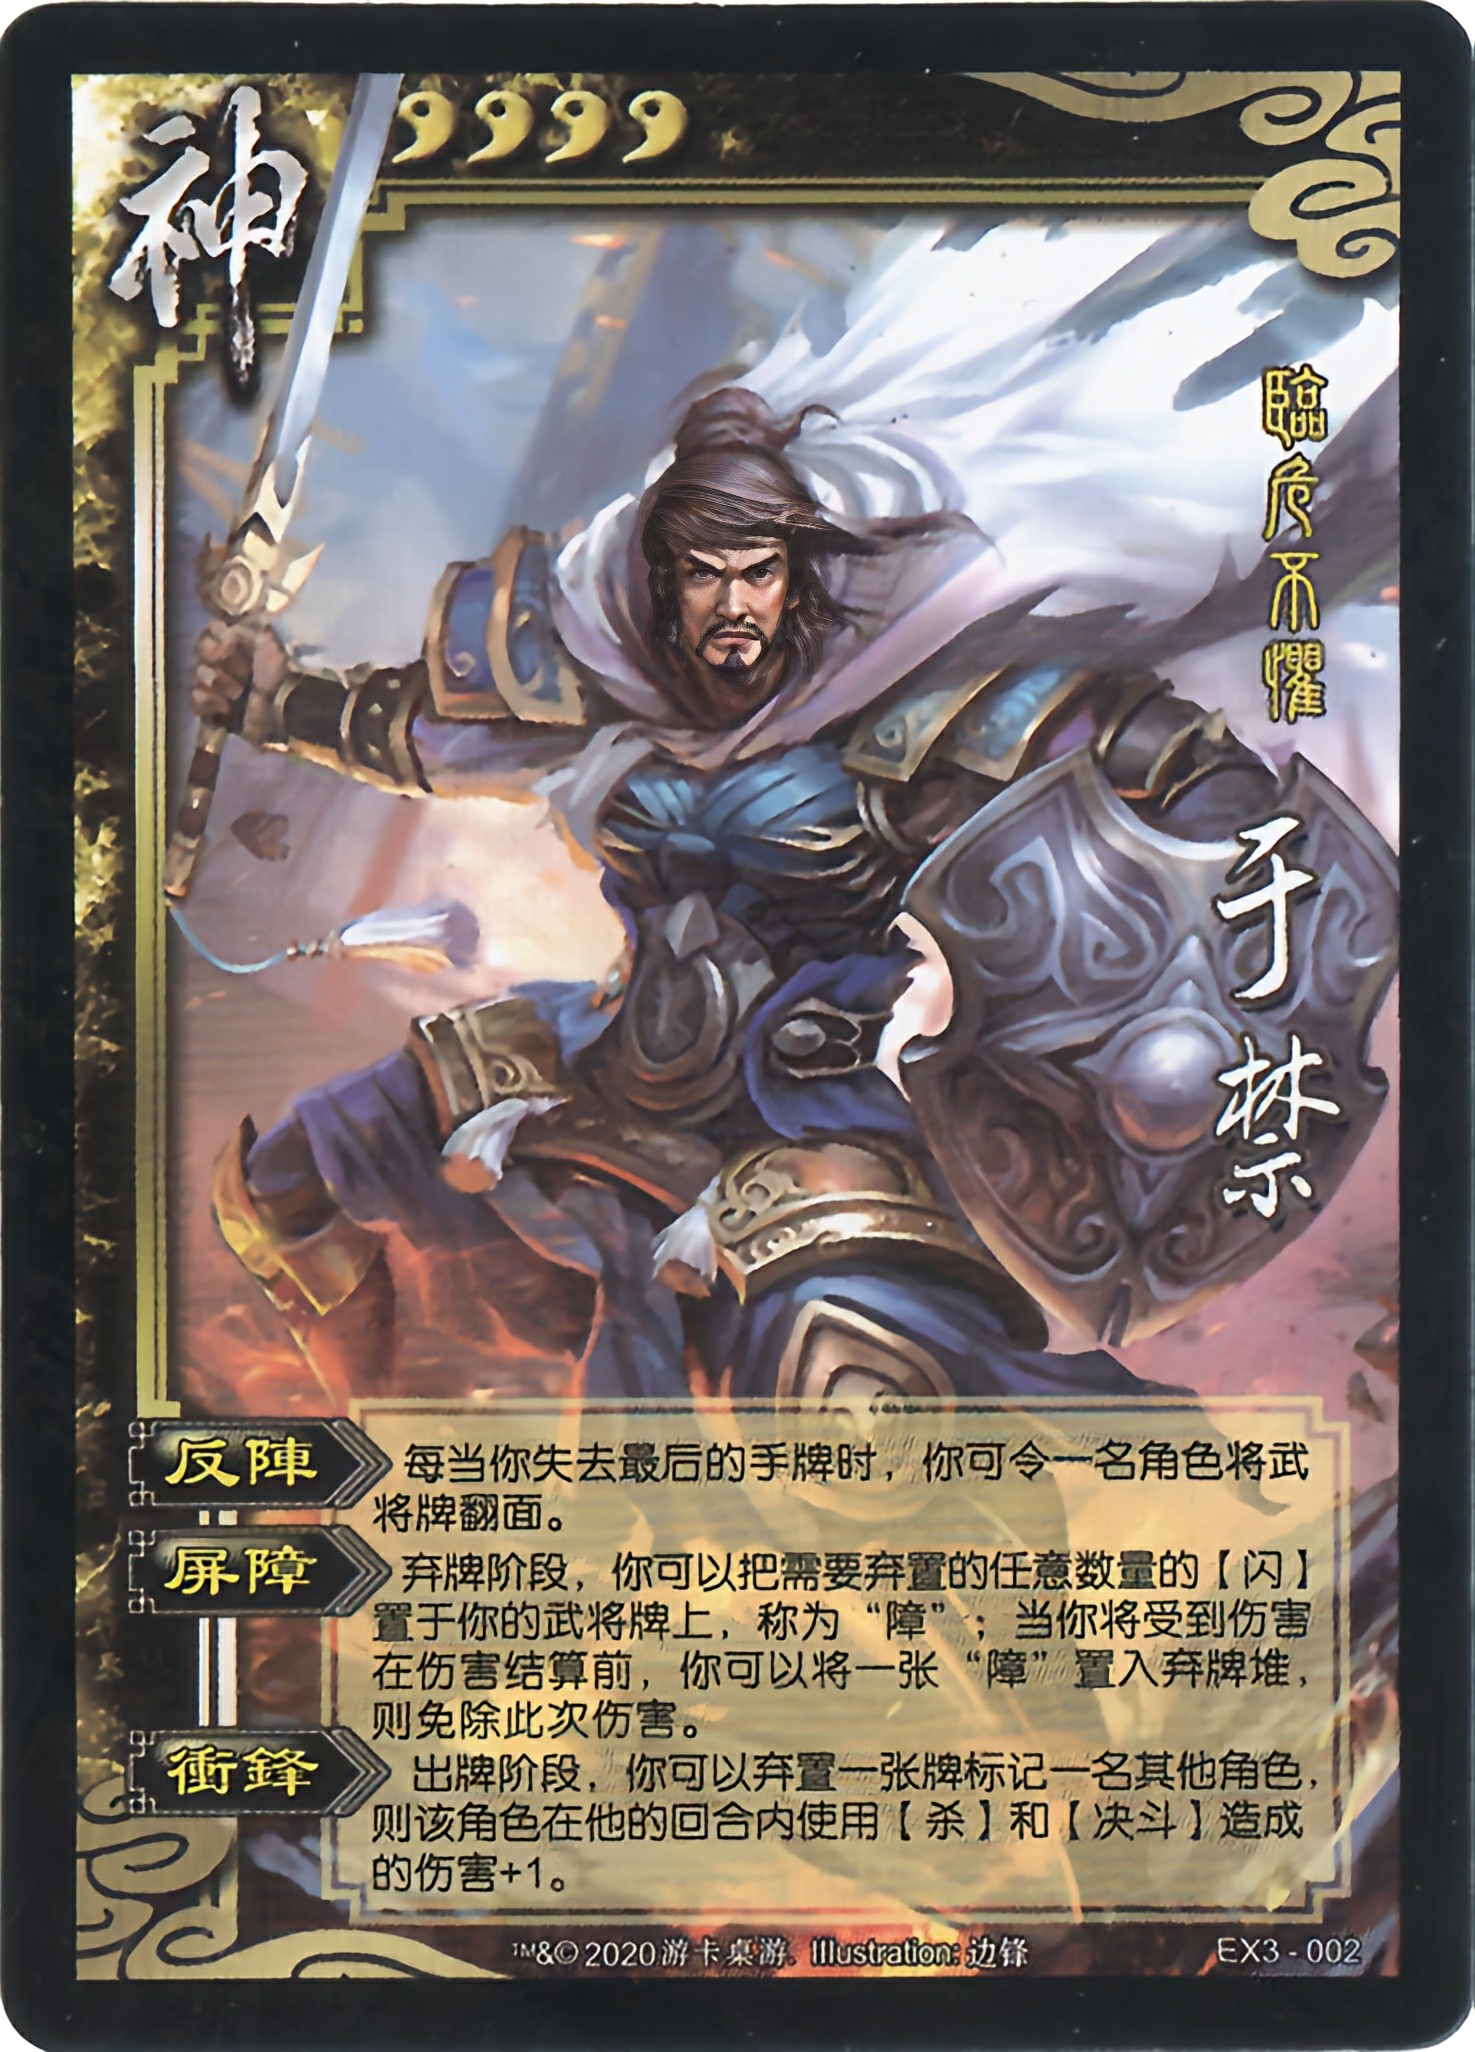 神
臨危不懼
于禁
反陣
每当你失去最后的手牌时，你可令一名角色将武
将牌翻面。
屏障
弃牌阶段，你可以把需要弃置的任意数量的【闪】
置于你的武将牌上，称为“障”；当你将受到伤害
在伤害结算前，你可以将一张“障”置入弃牌堆，
则免除此次伤害。
衝鋒
出牌阶段，你可以弃置一张牌标记一名其他角色，
则该角色在他的回合内使用【杀】和【决斗】造成
的伤害+1。
™&© 2020 游卡桌游. Illustration: 边锋
EX3 - 002